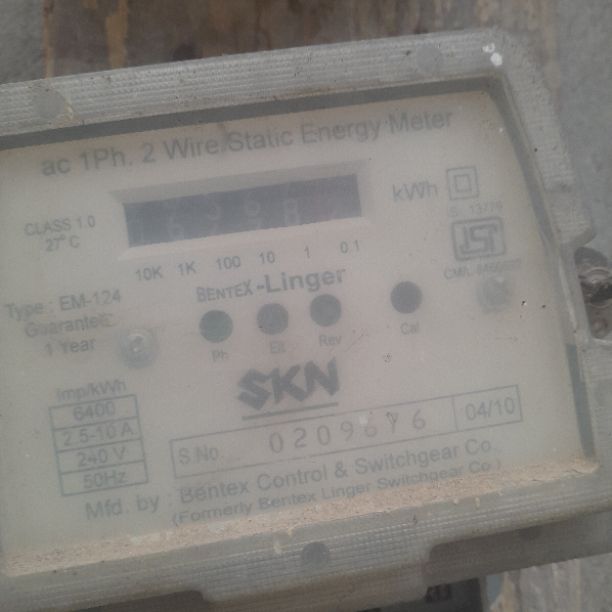 ac 1Ph. 2 Wire Static Energy Meter
kWh
CLASS 1.0
27°C
10K 1K 100 10 1 0.1
BENTEX-Linger
Type : EM-124
Guarantee
1 Year
Ph Rev Cal
SKN
Imp/kWh
6400
2.5-10 A
240 V
50Hz
S.No. 0209676 04/10
Mfd. by : Bentex Control & Switchgear Co.
(Formerly Bentex Linger Switchgear Co.)